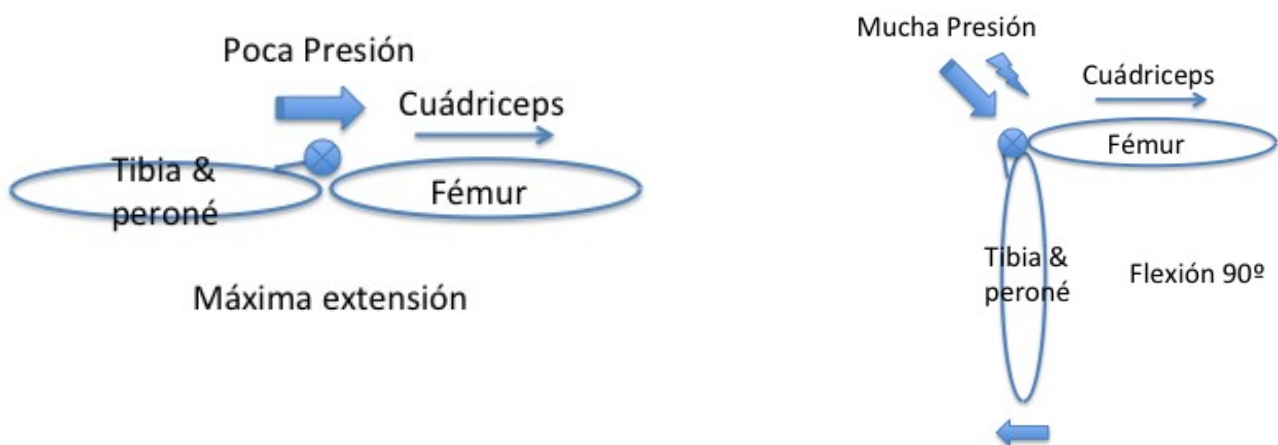 Poca Presión
Cuádriceps
Tibia &
peroné
Fémur
Máxima extensión
Mucha Presión
Cuádriceps
Fémur
Tibia &
peroné
Flexión 90º